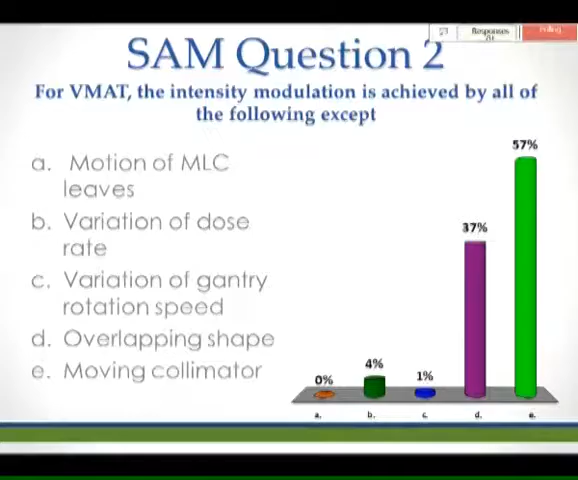 Responses
Polling
SAM Question 2
For VMAT, the intensity modulation is achieved by all of
the following except
a. Motion of MLC
leaves
b. Variation of dose
rate
c. Variation of gantry
rotation speed
d. Overlapping shape
e. Moving collimator
57%
37%
4%
1%
0%
a.
b.
c.
d.
e.